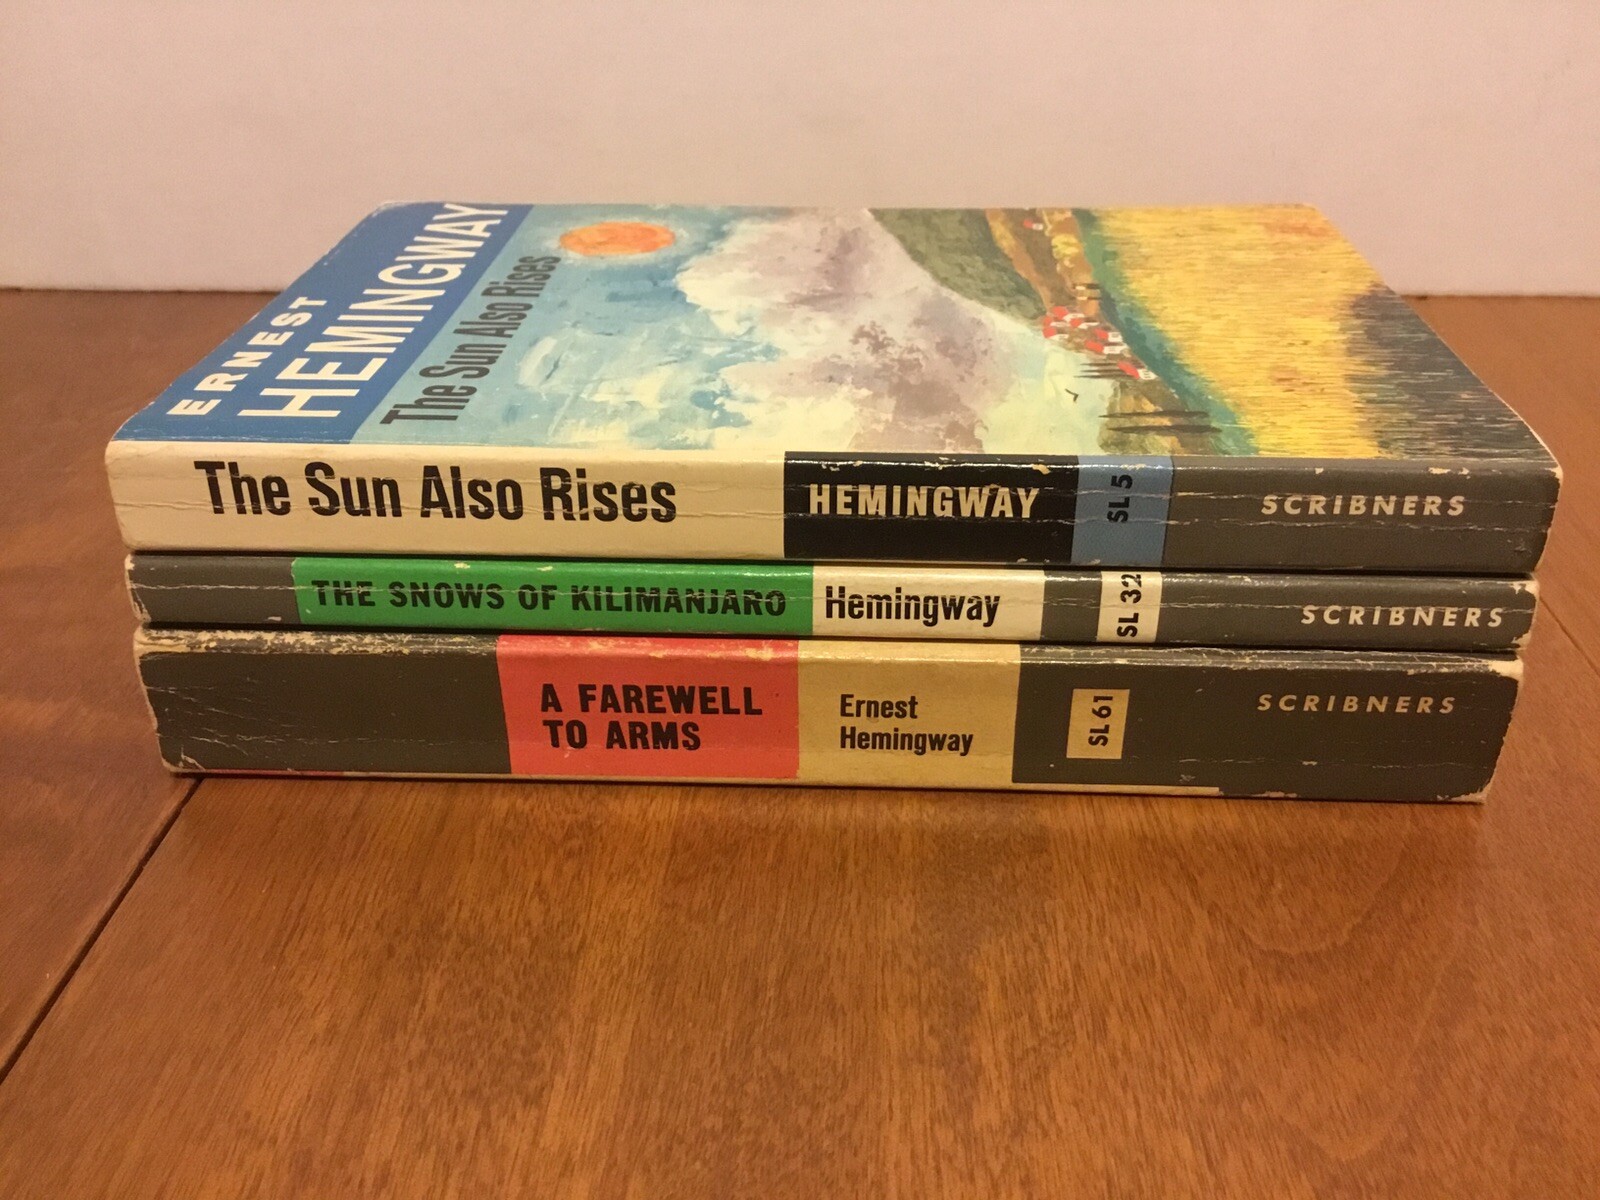 ERNEST
HEMINGWAY
The Sun Also Rises
The Sun Also Rises
HEMINGWAY
SL 5
SCRIBNERS
THE SNOWS OF KILIMANJARO
Hemingway
SL 32
SCRIBNERS
A FAREWELL
TO ARMS
Ernest
Hemingway
SL 61
SCRIBNERS